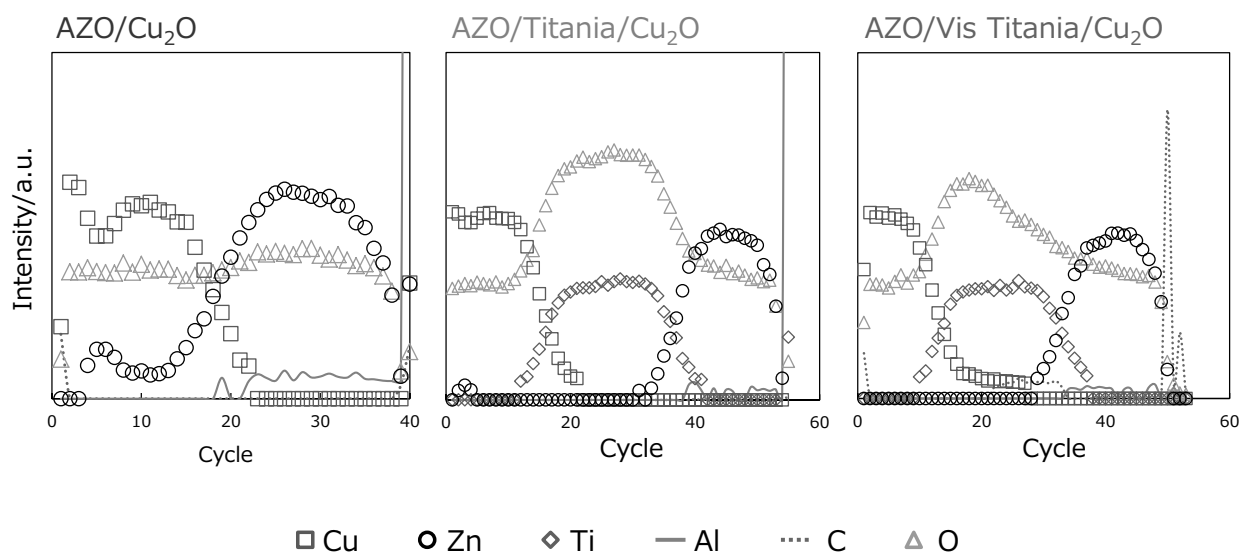 AZO/Cu₂O
AZO/Titania/Cu₂O
AZO/Vis Titania/Cu₂O
Intensity/a.u.
0 10 20 30 40
0 20 40 60
0 20 40 60
Cycle
Cycle
Cycle
Cu Zn Ti Al C O